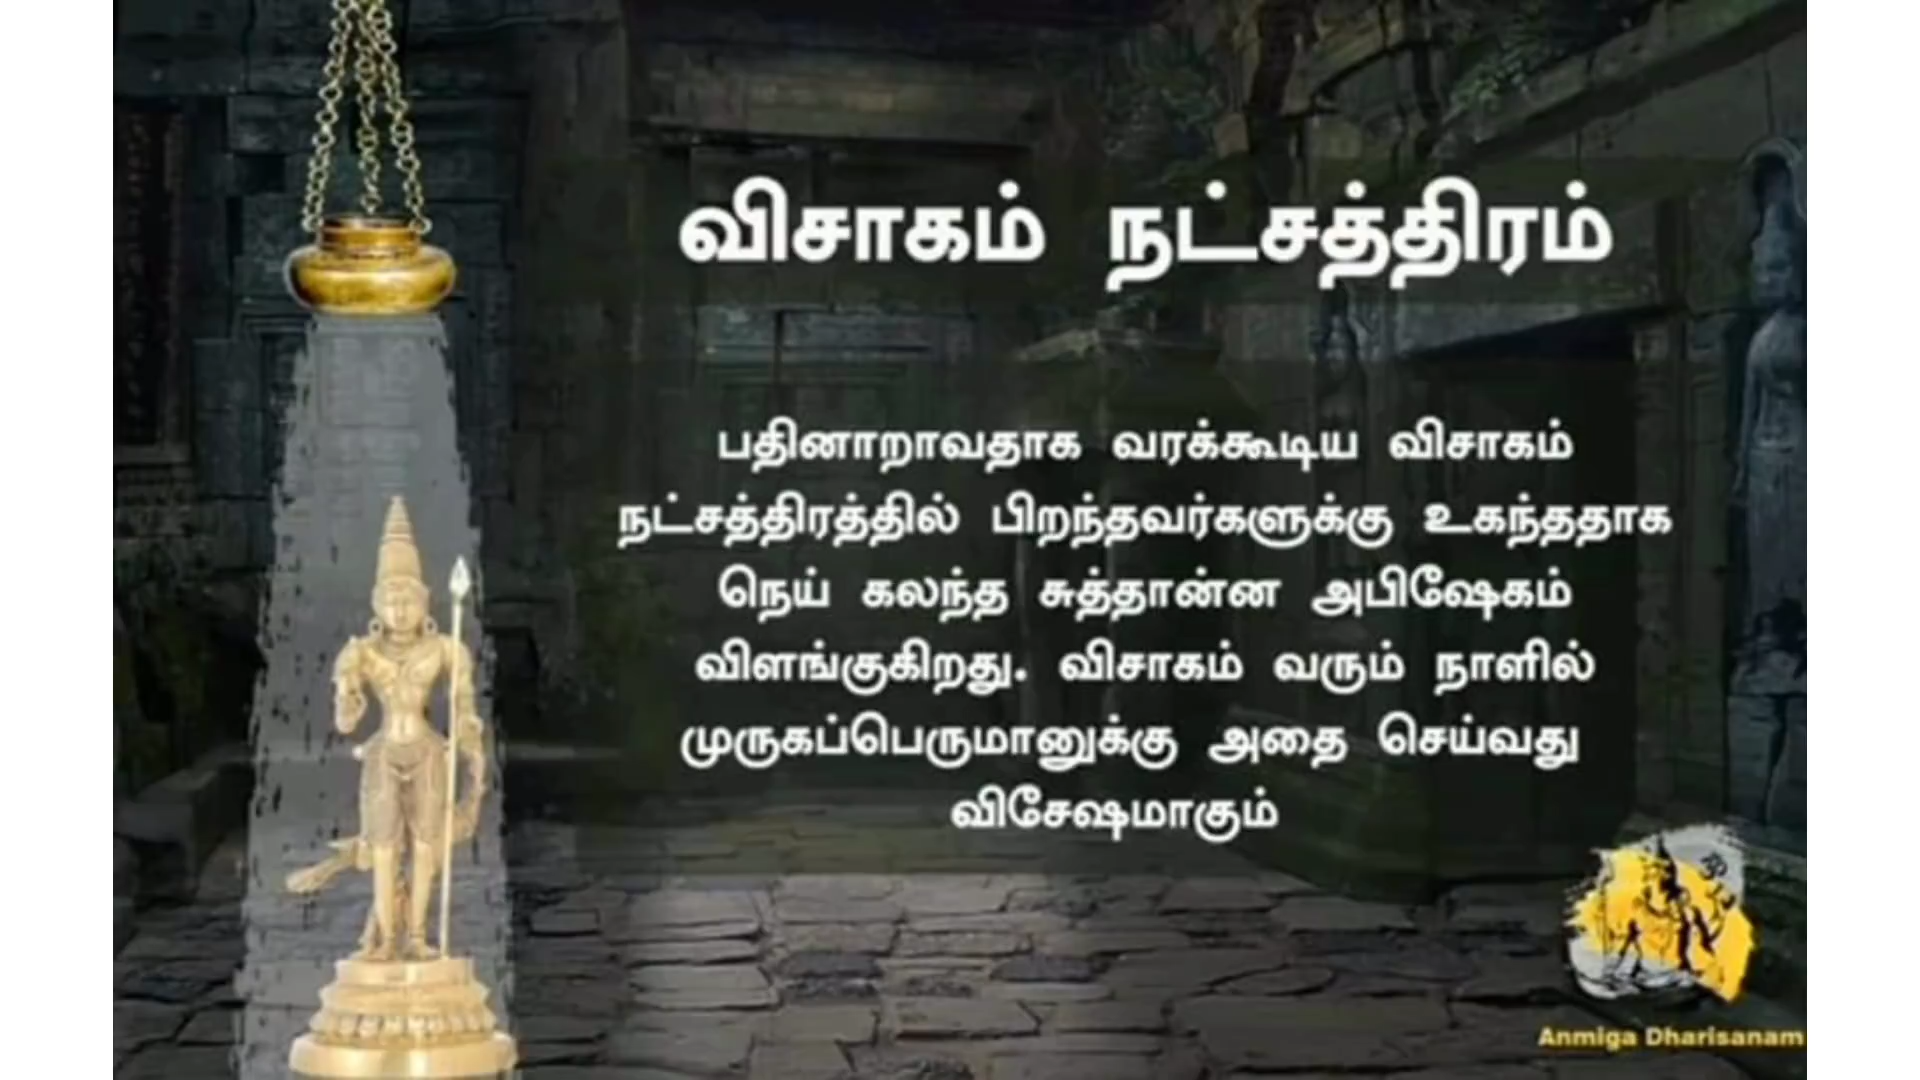 விசாகம் நட்சத்திரம்
பதினாறாவதாக வரக்கூடிய விசாகம்
நட்சத்திரத்தில் பிறந்தவர்களுக்கு உகந்ததாக
நெய் கலந்த சுத்தான்ன அபிஷேகம்
விளங்குகிறது. விசாகம் வரும் நாளில்
முருகப்பெருமானுக்கு அதை செய்வது
விசேஷமாகும்
Anmiga Dharisanam